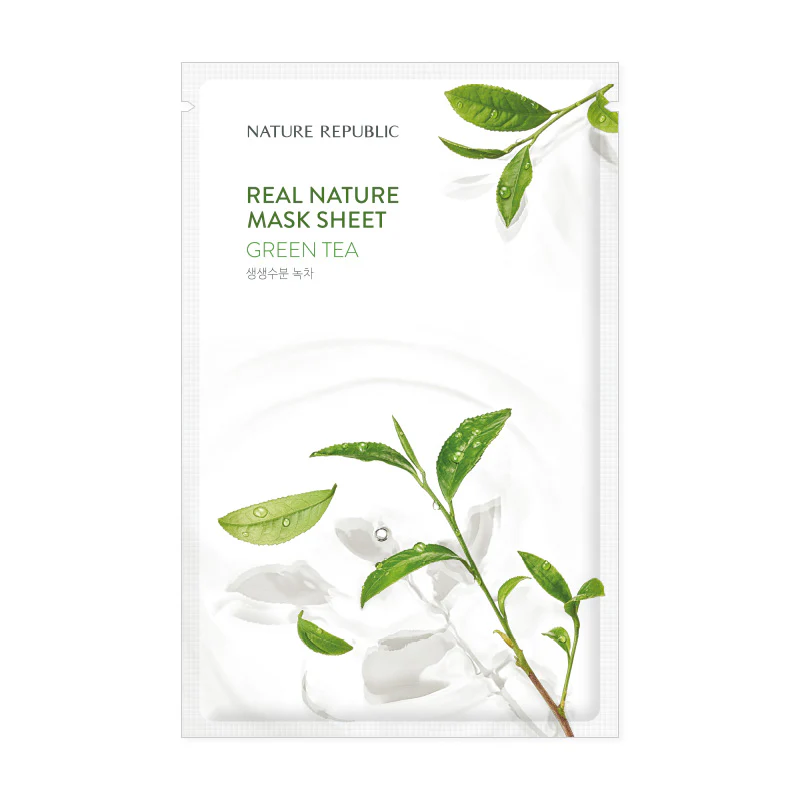 NATURE REPUBLIC
REAL NATURE
MASK SHEET
GREEN TEA
생생수분 녹차